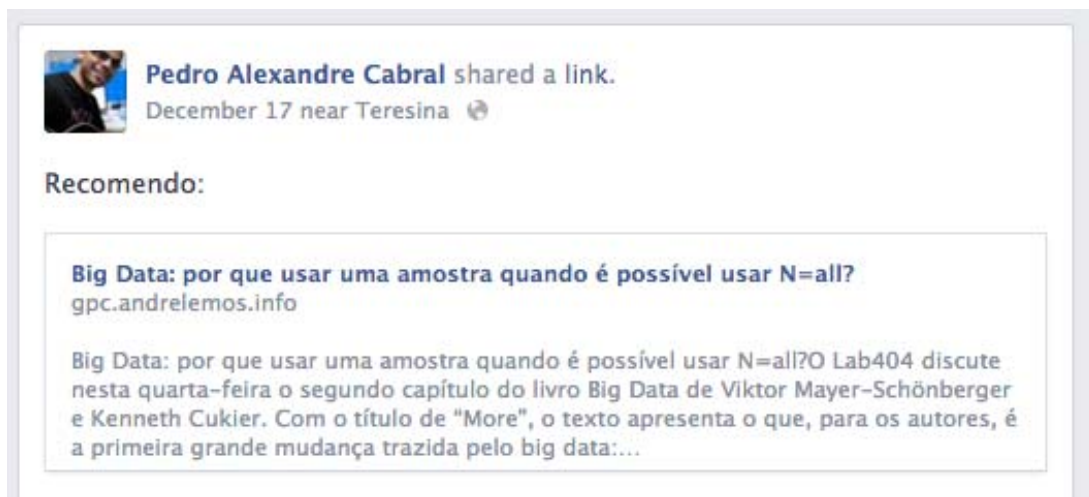 Pedro Alexandre Cabral shared a link.
December 17 near Teresina
Recomendo:
Big Data: por que usar uma amostra quando é possível usar N=all?
gpc.andrelemos.info
Big Data: por que usar uma amostra quando é possível usar N=all?O Lab404 discute
nesta quarta-feira o segundo capítulo do livro Big Data de Viktor Mayer-Schönberger
e Kenneth Cukier. Com o título de “More”, o texto apresenta o que, para os autores, é
a primeira grande mudança trazida pelo big data:...